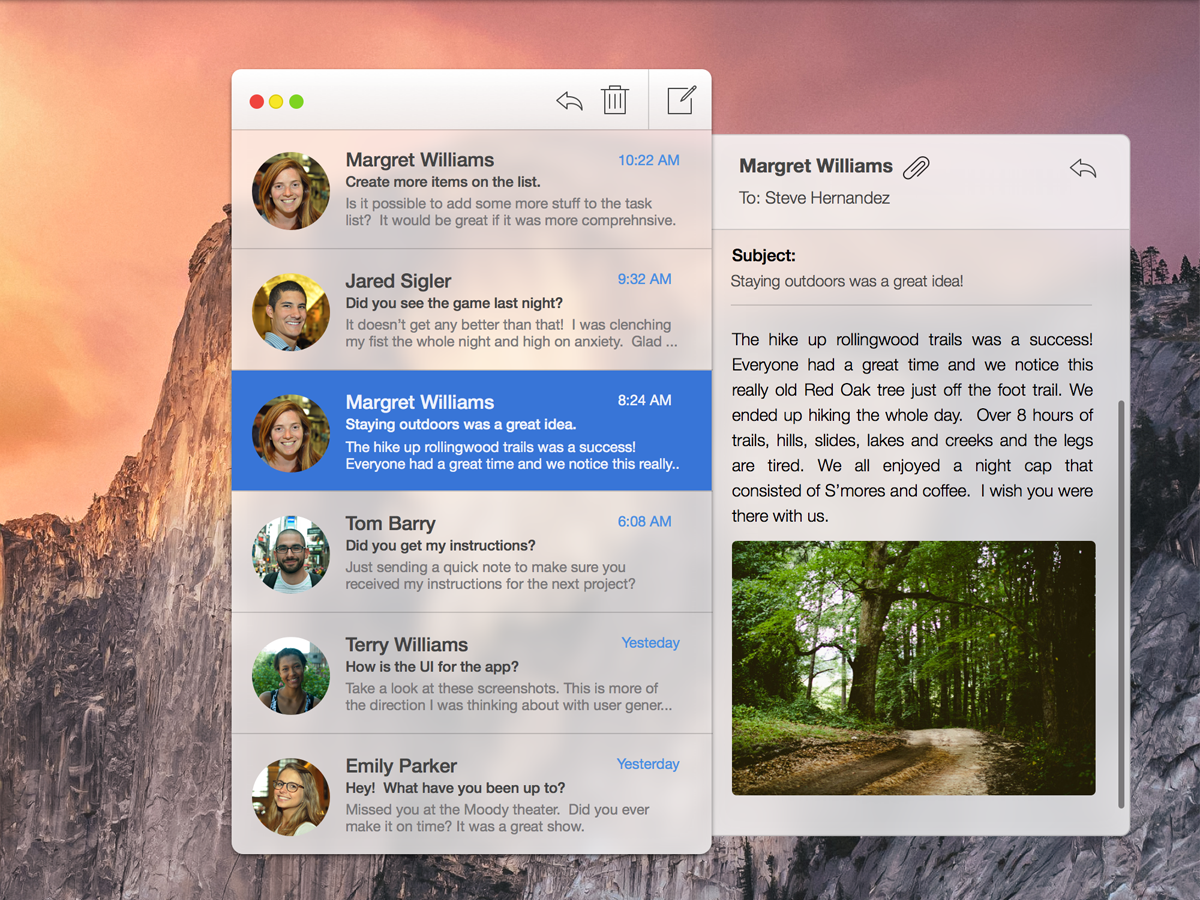 Margret Williams 10:22 AM
Create more items on the list.
Is it possible to add some more stuff to the task
list?  It would be great if it was more comprehnsive.
Jared Sigler 9:32 AM
Did you see the game last night?
It doesn't get any better than that!  I was clenching
my fist the whole night and high on anxiety.  Glad ...
Margret Williams 8:24 AM
Staying outdoors was a great idea.
The hike up rollingwood trails was a success!
Everyone had a great time and we notice this really..
Tom Barry 6:08 AM
Did you get my instructions?
Just sending a quick note to make sure you
received my instructions for the next project?
Terry Williams Yesteday
How is the UI for the app?
Take a look at these screenshots. This is more of
the direction I was thinking about with user gener...
Emily Parker Yesterday
Hey!  What have you been up to?
Missed you at the Moody theater.  Did you ever
make it on time? It was a great show.
Margret Williams
To: Steve Hernandez
Subject:
Staying outdoors was a great idea!
The hike up rollingwood trails was a success!
Everyone had a great time and we notice this
really old Red Oak tree just off the foot trail. We
ended up hiking the whole day.  Over 8 hours of
trails, hills, slides, lakes and creeks and the legs
are tired. We all enjoyed a night cap that
consisted of S'mores and coffee.  I wish you were
there with us.